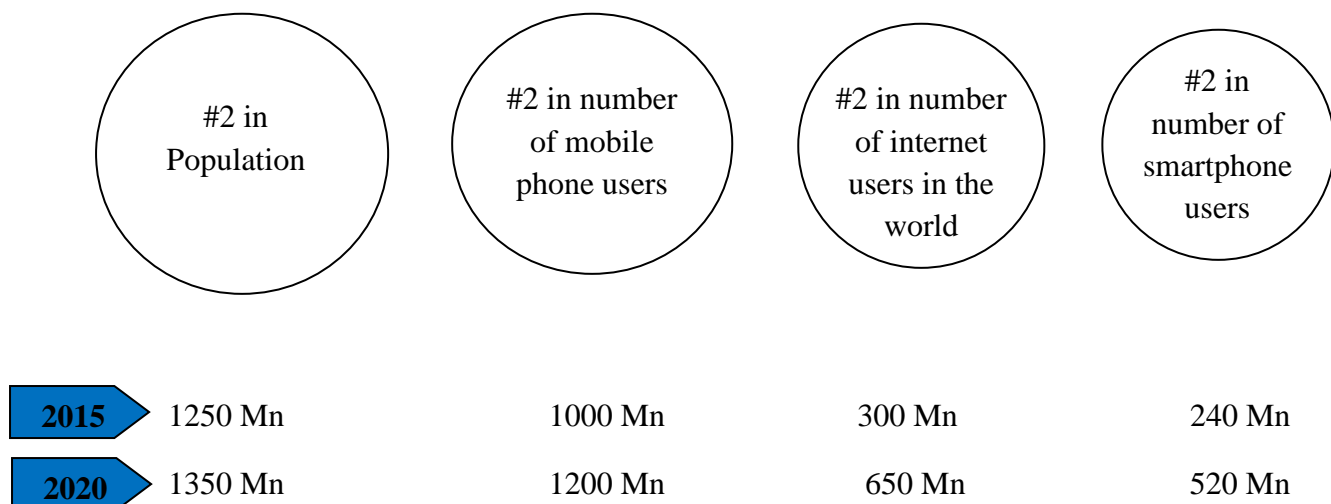 #2 in
Population
#2 in number
of mobile
phone users
#2 in number
of internet
users in the
world
#2 in
number of
smartphone
users
2015 1250 Mn 1000 Mn 300 Mn 240 Mn
2020 1350 Mn 1200 Mn 650 Mn 520 Mn